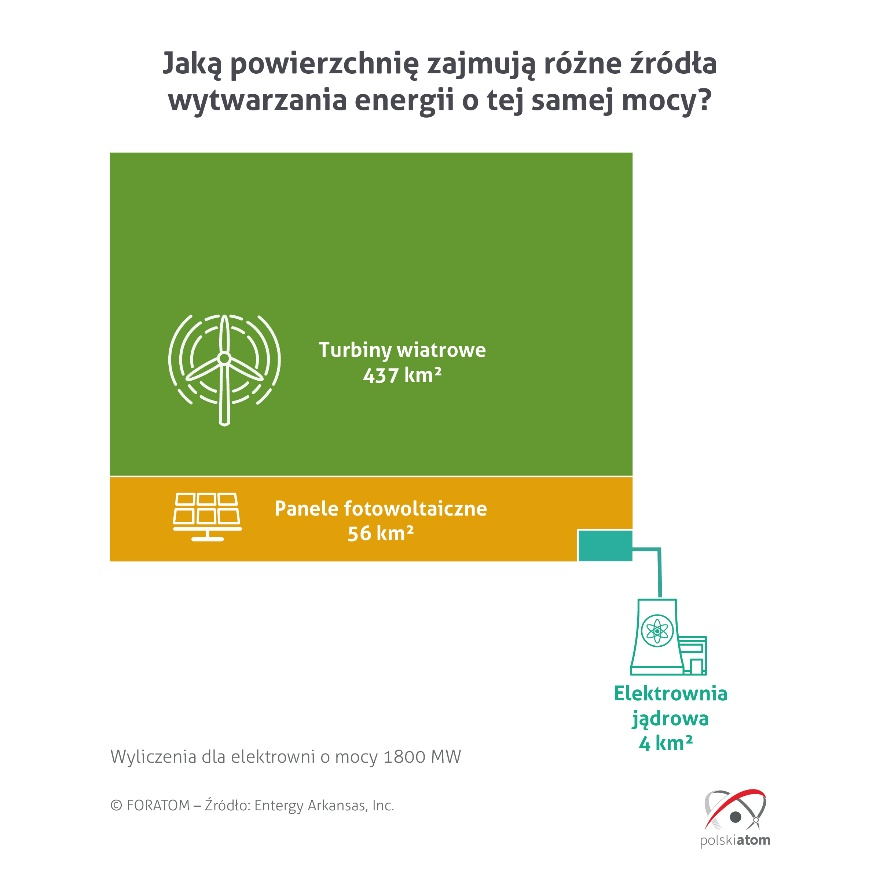 Jaką powierzchnię zajmują różne źródła
wytwarzania energii o tej samej mocy?
Turbiny wiatrowe
437 km²
Panele fotowoltaiczne
56 km²
Elektrownia
jądrowa
4 km²
Wyliczenia dla elektrowni o mocy 1800 MW
© FORATOM – Źródło: Entergy Arkansas, Inc.
polskiatom